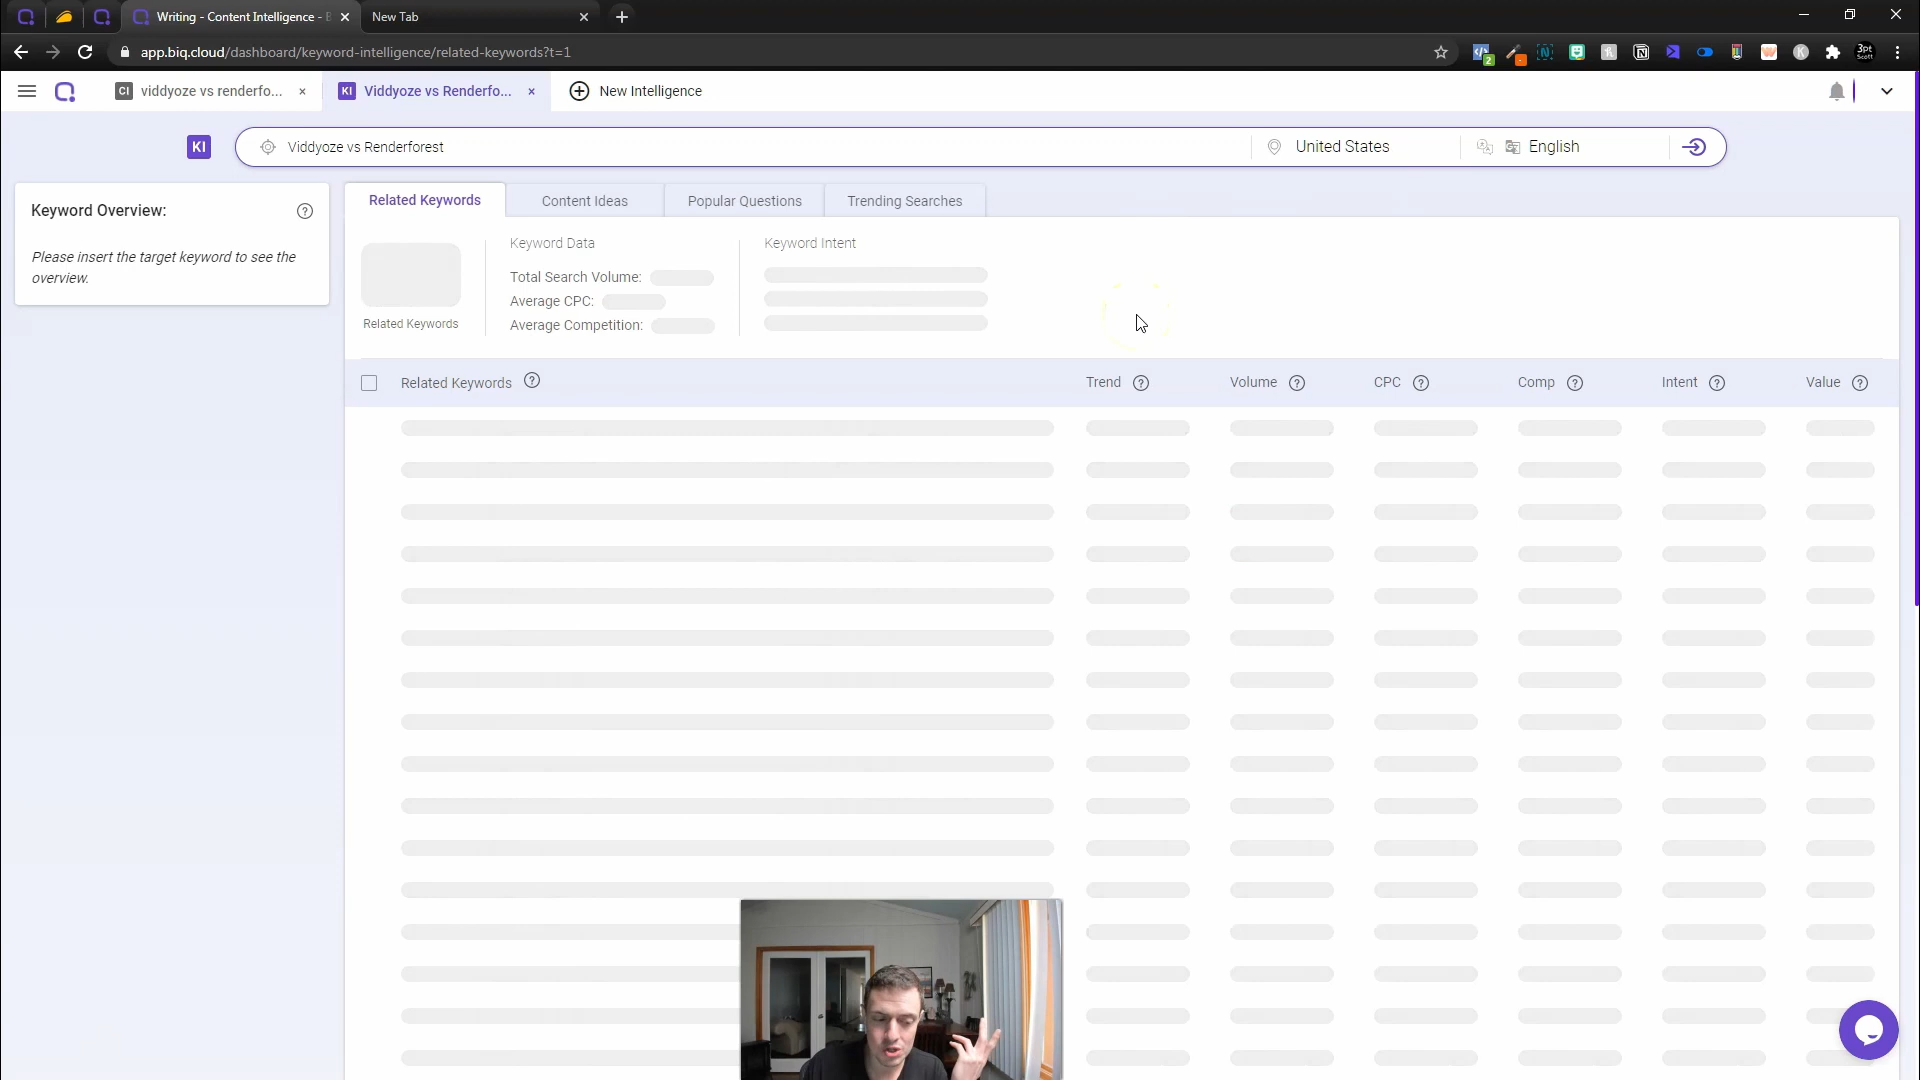 Writing - Content Intelligence - B
New Tab
app.biq.cloud/dashboard/keyword-intelligence/related-keywords?t=1
2
3pt
Scott
CI viddyoze vs renderfo...
KI Viddyoze vs Renderfo...
New Intelligence
KI
Viddyoze vs Renderforest
United States
English
Keyword Overview:
Please insert the target keyword to see the
overview.
Related Keywords
Content Ideas
Popular Questions
Trending Searches
Related Keywords
Keyword Data
Total Search Volume:
Average CPC:
Average Competition:
Keyword Intent
Related Keywords
Trend
Volume
CPC
Comp
Intent
Value